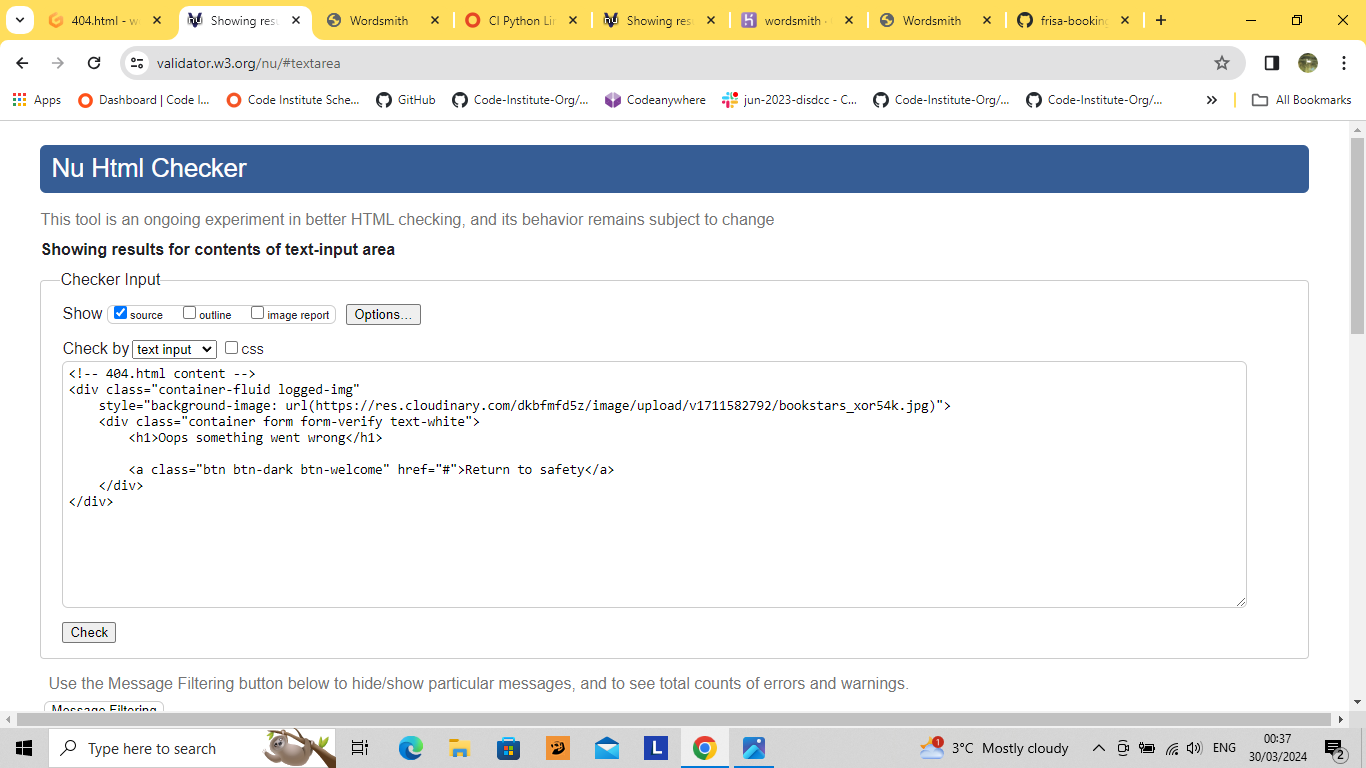 404.html - w
Showing resu
Wordsmith
CI Python Lin
Showing resu
wordsmith ·
Wordsmith
frisa-booking
validator.w3.org/nu/#textarea
Apps
Dashboard | Code I...
Code Institute Sche...
GitHub
Code-Institute-Org/...
Codeanywhere
jun-2023-disdcc - C...
Code-Institute-Org/...
Code-Institute-Org/...
All Bookmarks
Nu Html Checker
This tool is an ongoing experiment in better HTML checking, and its behavior remains subject to change
Showing results for contents of text-input area
Checker Input
Show source outline image report Options...
Check by text input css
<!-- 404.html content -->
<div class="container-fluid logged-img"
    style="background-image: url(https://res.cloudinary.com/dkbfmfd5z/image/upload/v1711582792/bookstars_xor54k.jpg)">
    <div class="container form form-verify text-white">
        <h1>Oops something went wrong</h1>
        <a class="btn btn-dark btn-welcome" href="#">Return to safety</a>
    </div>
</div>
Check
Use the Message Filtering button below to hide/show particular messages, and to see total counts of errors and warnings.
Message Filtering
Type here to search
L
1
3°C Mostly cloudy
ENG
00:37
30/03/2024
2